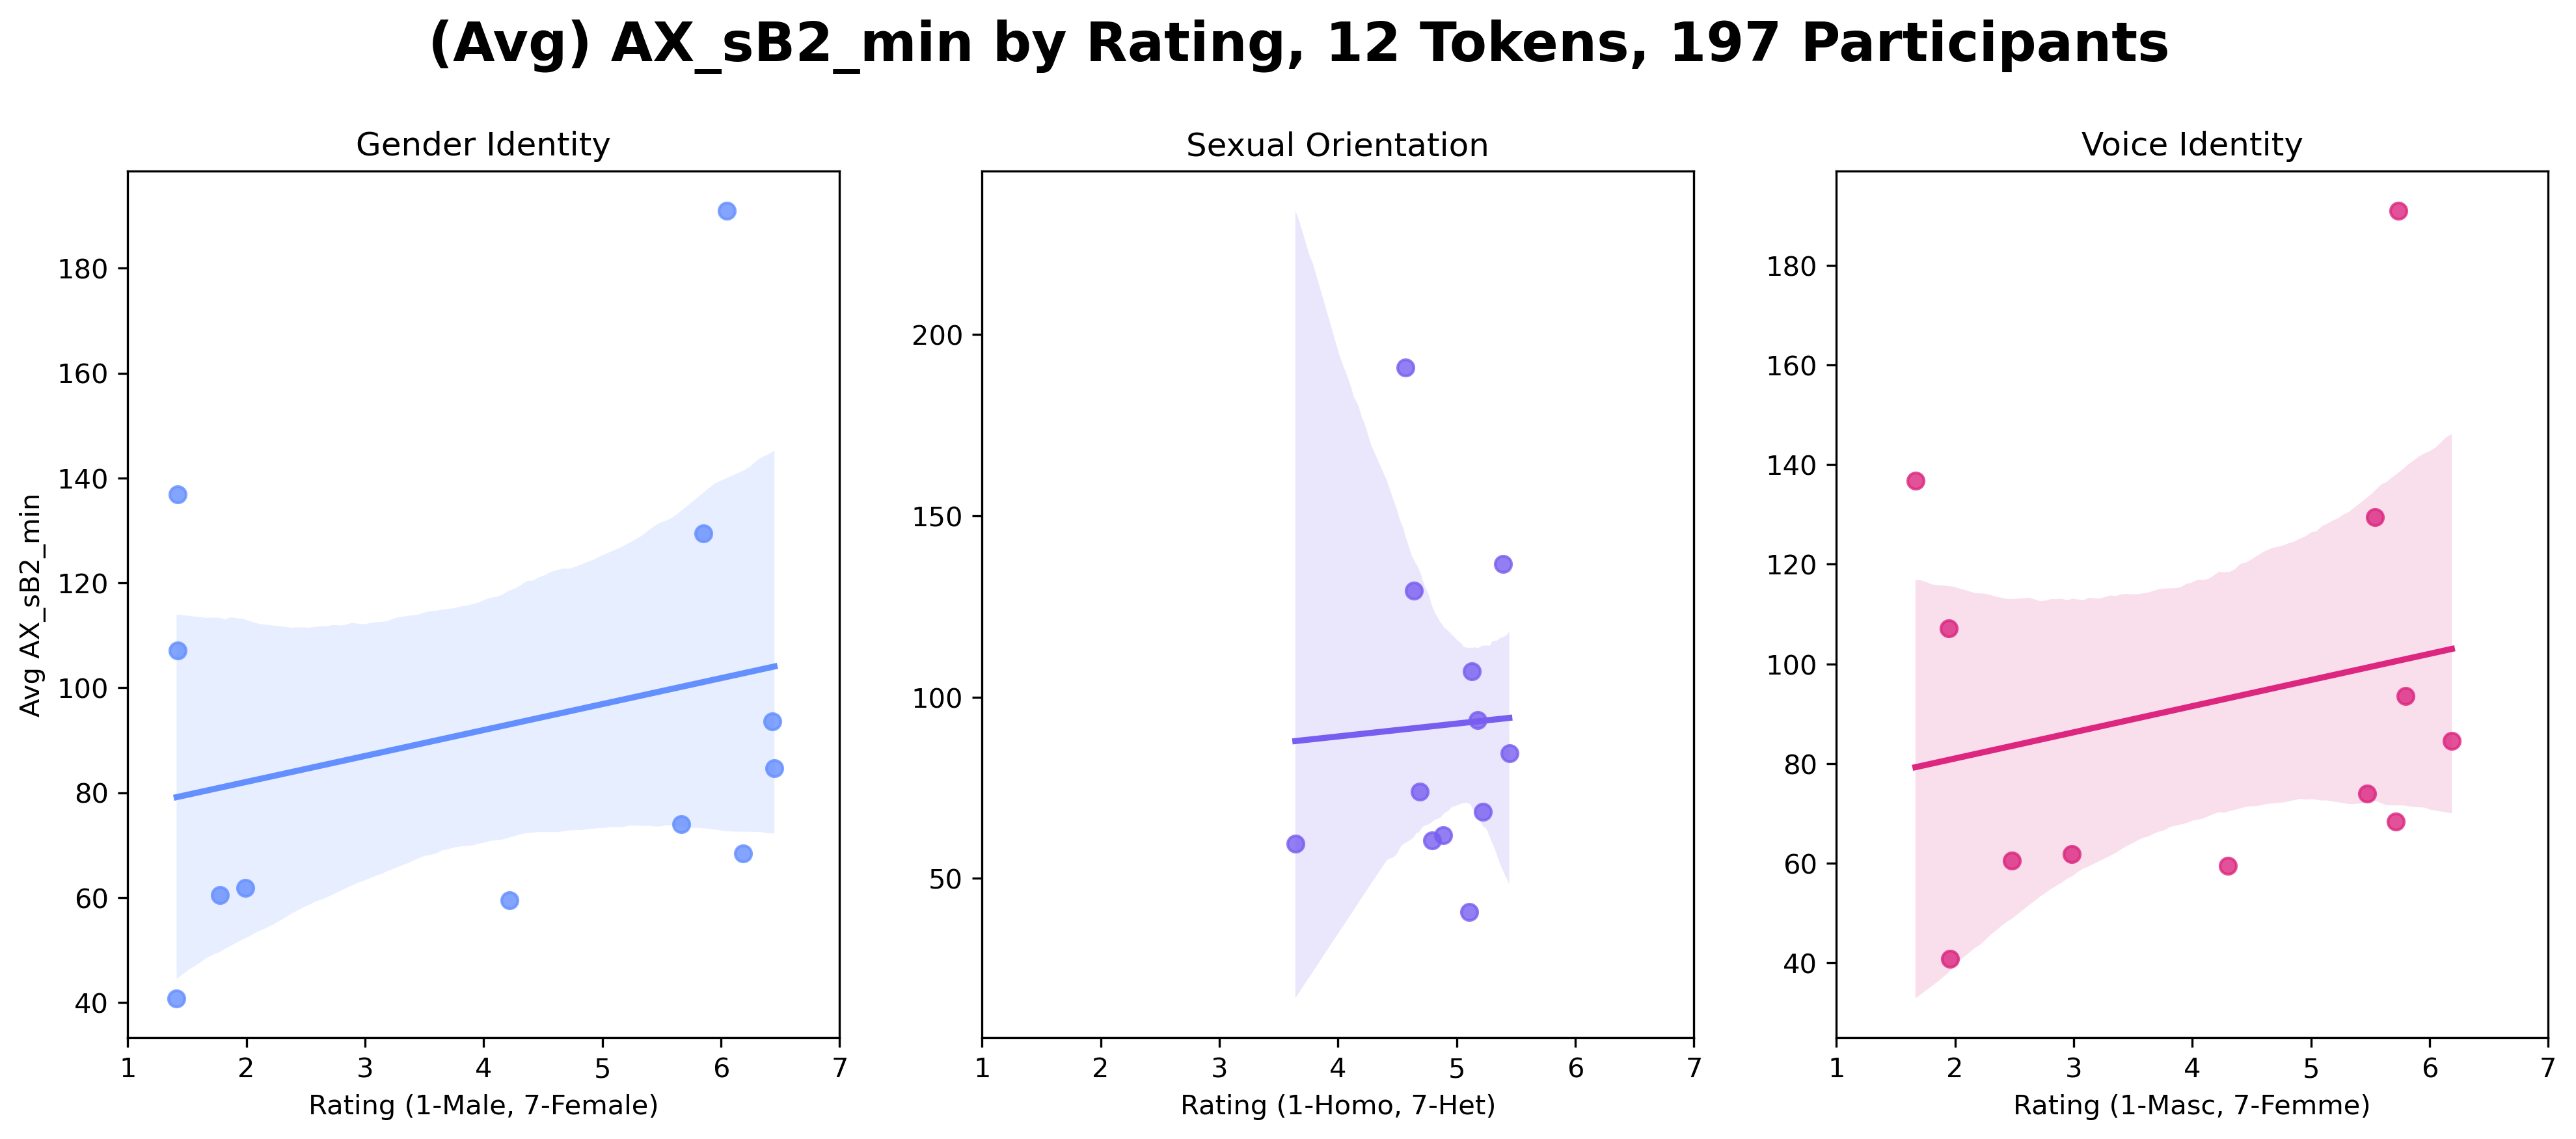 (Avg) AX_sB2_min by Rating, 12 Tokens, 197 Participants
Gender Identity
Avg AX_sB2_min
180
160
140
120
100
80
60
40
1 2 3 4 5 6 7
Rating (1-Male, 7-Female)
Sexual Orientation
200
150
100
50
1 2 3 4 5 6 7
Rating (1-Homo, 7-Het)
Voice Identity
180
160
140
120
100
80
60
40
1 2 3 4 5 6 7
Rating (1-Masc, 7-Femme)